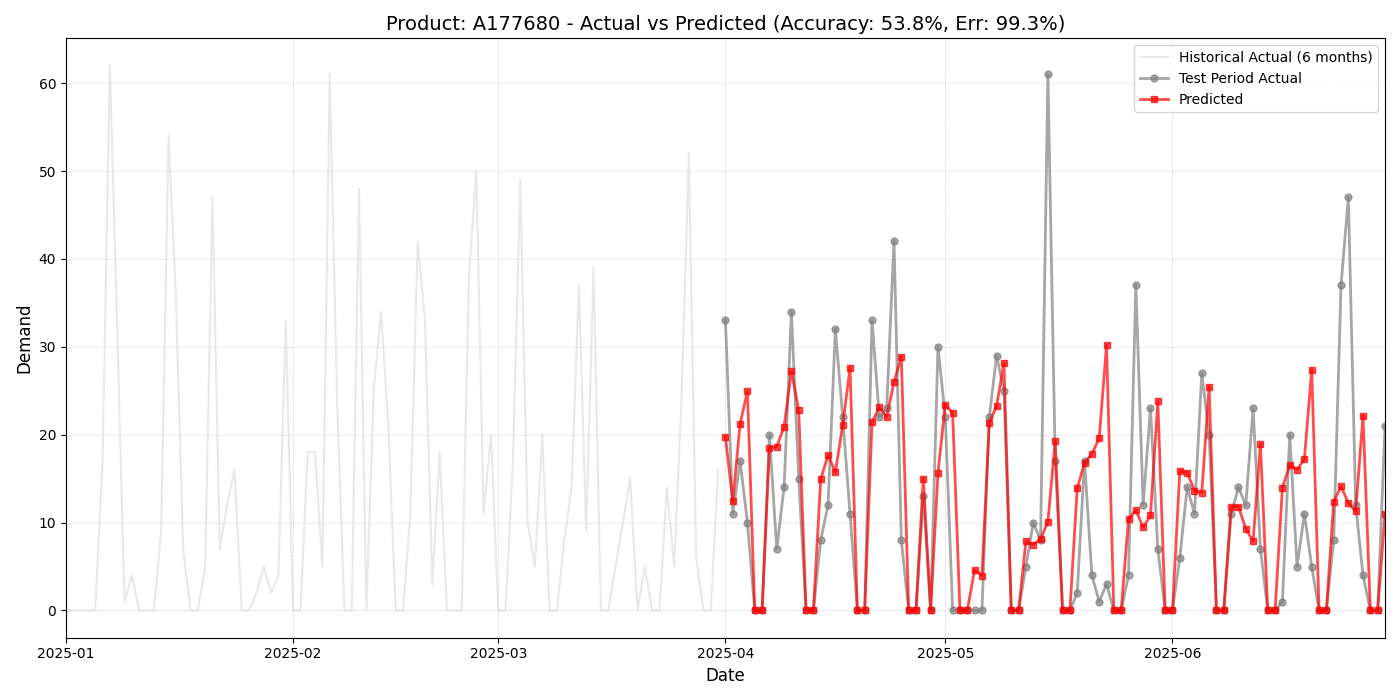 Product: A177680 - Actual vs Predicted (Accuracy: 53.8%, Err: 99.3%)
Historical Actual (6 months)
Test Period Actual
Predicted
Demand
60
50
40
30
20
10
0
2025-01
2025-02
2025-03
2025-04
2025-05
2025-06
Date